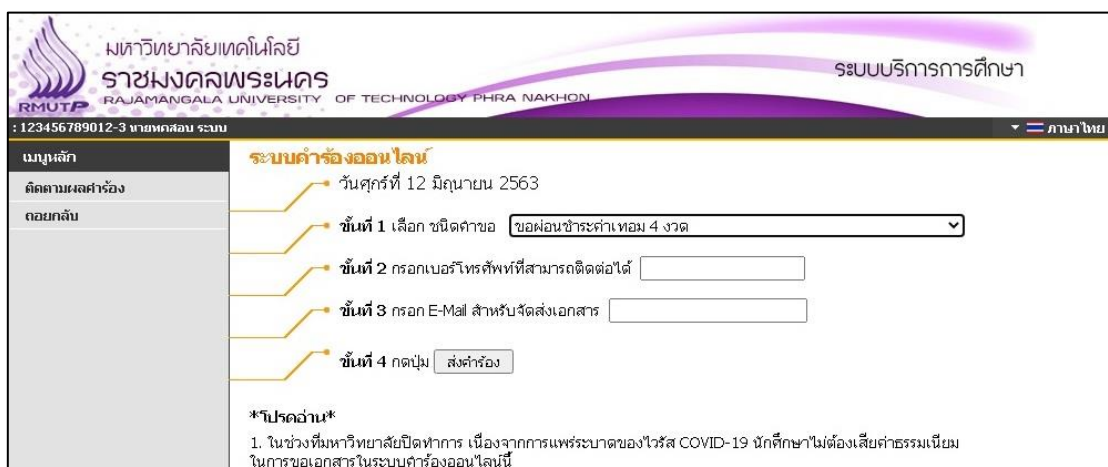 มหาวิทยาลัยเทคโนโลยี
ราชมงคลพระนคร
RAJAMANGALA UNIVERSITY OF TECHNOLOGY PHRA NAKHON
RMUTP
ระบบบริการการศึกษา
: 123456789012-3 นายทดสอบ ระบบ
ภาษาไทย
เมนูหลัก
ติดตามผลคำร้อง
ถอยกลับ
ระบบคำร้องออนไลน์
วันศุกร์ที่ 12 มิถุนายน 2563
ขั้นที่ 1 เลือก ชนิดคำขอ ขอผ่อนชำระค่าเทอม 4 งวด
ขั้นที่ 2 กรอกเบอร์โทรศัพท์ที่สามารถติดต่อได้
ขั้นที่ 3 กรอก E-Mail สำหรับจัดส่งเอกสาร
ขั้นที่ 4 กดปุ่ม ส่งคำร้อง
*โปรดอ่าน*
1. ในช่วงที่มหาวิทยาลัยปิดทำการ เนื่องจากการแพร่ระบาดของไวรัส COVID-19 นักศึกษาไม่ต้องเสียค่าธรรมเนียม
ในการขอเอกสารในระบบคำร้องออนไลน์นี้